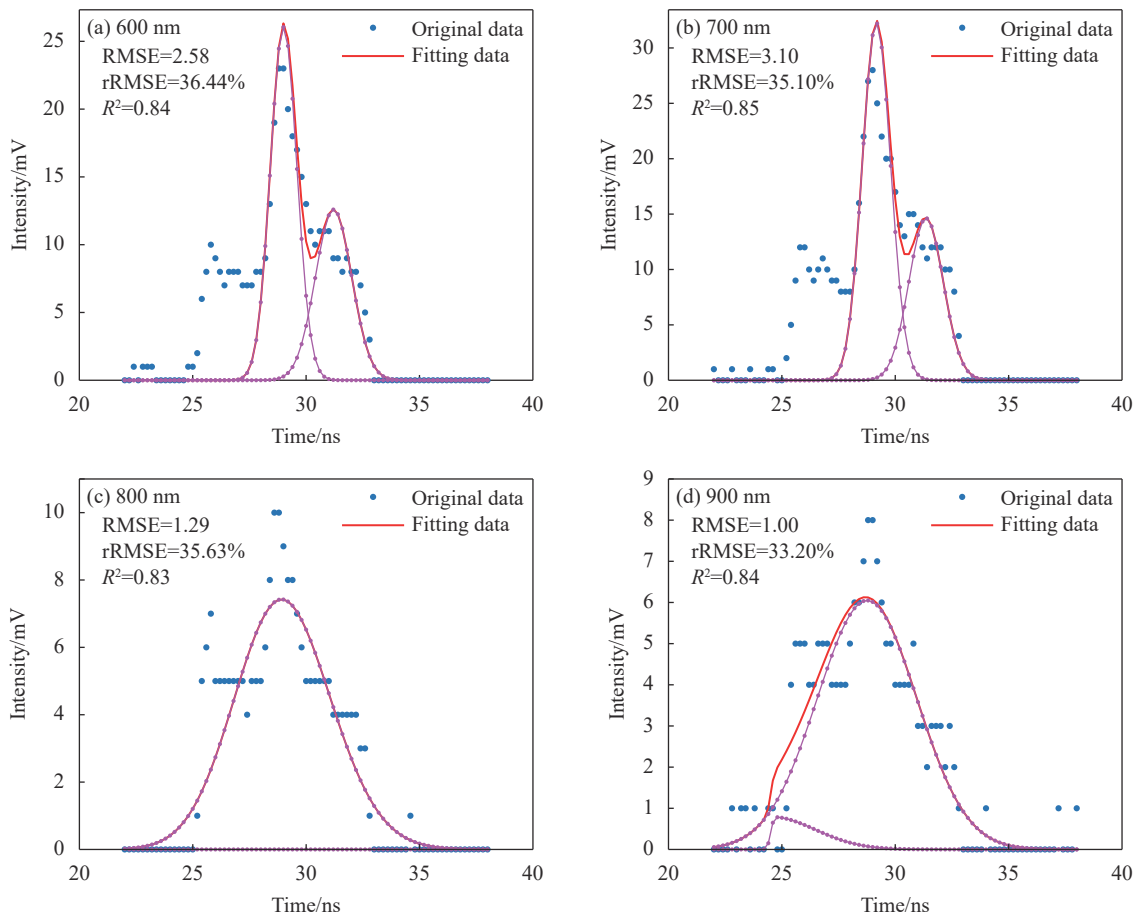 (a) 600 nm
RMSE=2.58
rRMSE=36.44%
R²=0.84
Original data
Fitting data
Intensity/mV
25
20
15
10
5
0
20 25 30 35 40
Time/ns
(b) 700 nm
RMSE=3.10
rRMSE=35.10%
R²=0.85
Original data
Fitting data
Intensity/mV
30
25
20
15
10
5
0
20 25 30 35 40
Time/ns
(c) 800 nm
RMSE=1.29
rRMSE=35.63%
R²=0.83
Original data
Fitting data
Intensity/mV
10
8
6
4
2
0
20 25 30 35 40
Time/ns
(d) 900 nm
RMSE=1.00
rRMSE=33.20%
R²=0.84
Original data
Fitting data
Intensity/mV
9
8
7
6
5
4
3
2
1
0
20 25 30 35 40
Time/ns